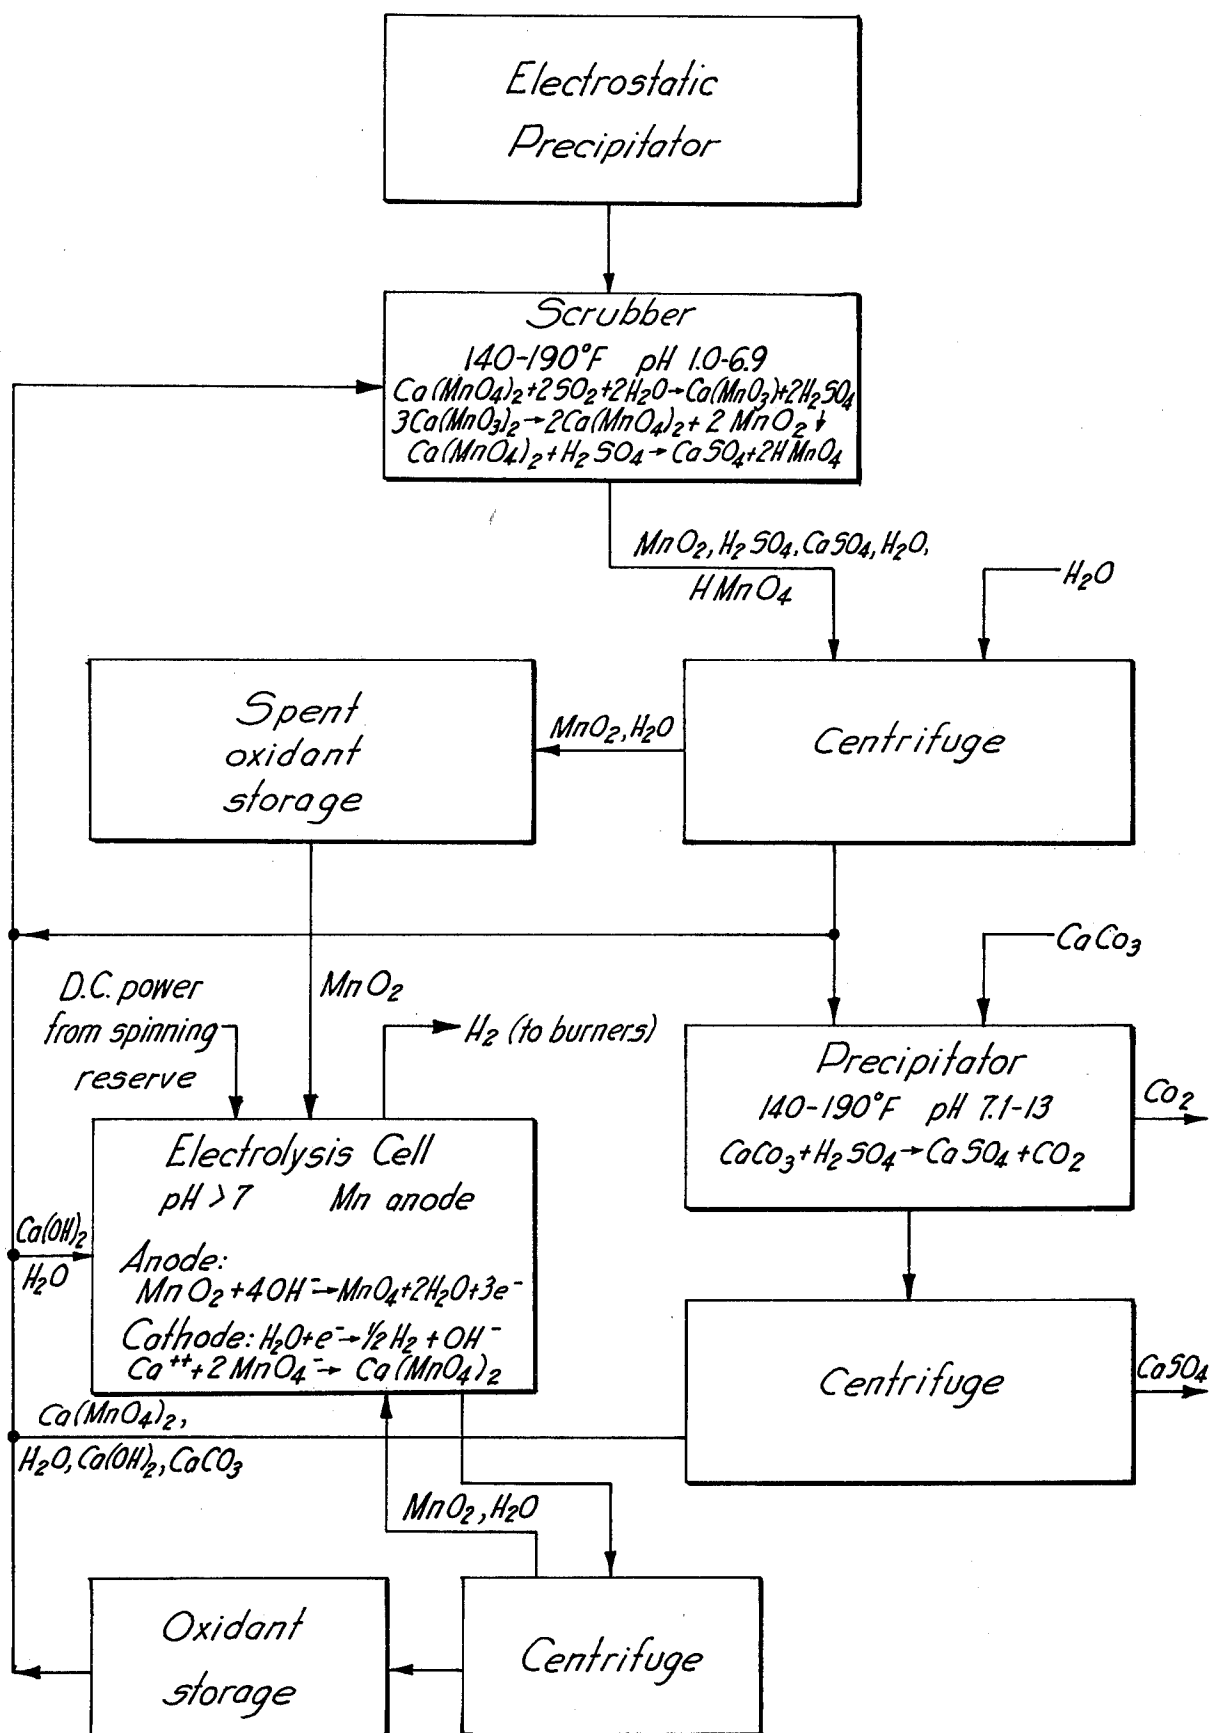 Electrostatic
Precipitator
Scrubber
140-190°F pH 1.0-6.9
Ca(MnO₄)₂+2SO₂+2H₂O→Ca(MnO₃)+2H₂SO₄
3Ca(MnO₃)₂→2Ca(MnO₄)₂+2MnO₂↓
Ca(MnO₄)₂+H₂SO₄→CaSO₄+2HMnO₄
MnO₂,H₂SO₄,CaSO₄,H₂O,
HMnO₄
H₂O
Spent
oxidant
storage
MnO₂,H₂O
Centrifuge
D.C. power
from spinning
reserve
MnO₂
H₂ (to burners)
CaCo₃
Precipitator
140-190°F pH 7.1-13
CaCo₃+H₂SO₄→CaSO₄+CO₂
Co₂
Electrolysis Cell
pH >7 Mn anode
Anode:
MnO₂+4OH⁻→MnO₄+2H₂O+3e⁻
Cathode: H₂O+e⁻→½H₂+OH⁻
Ca⁺⁺+2MnO₄⁻→Ca(MnO₄)₂
Ca(OH)₂
H₂O
Centrifuge
CaSO₄
Ca(MnO₄)₂,
H₂O,Ca(OH)₂,CaCO₃
MnO₂,H₂O
Oxidant
storage
Centrifuge